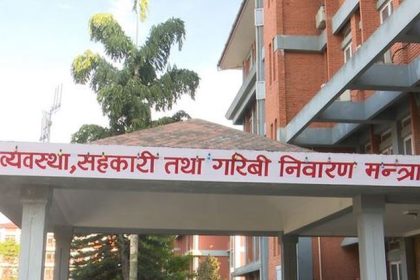 व्यवस्था, सहकारी तथा गरिबी निवारण मन्त्रा